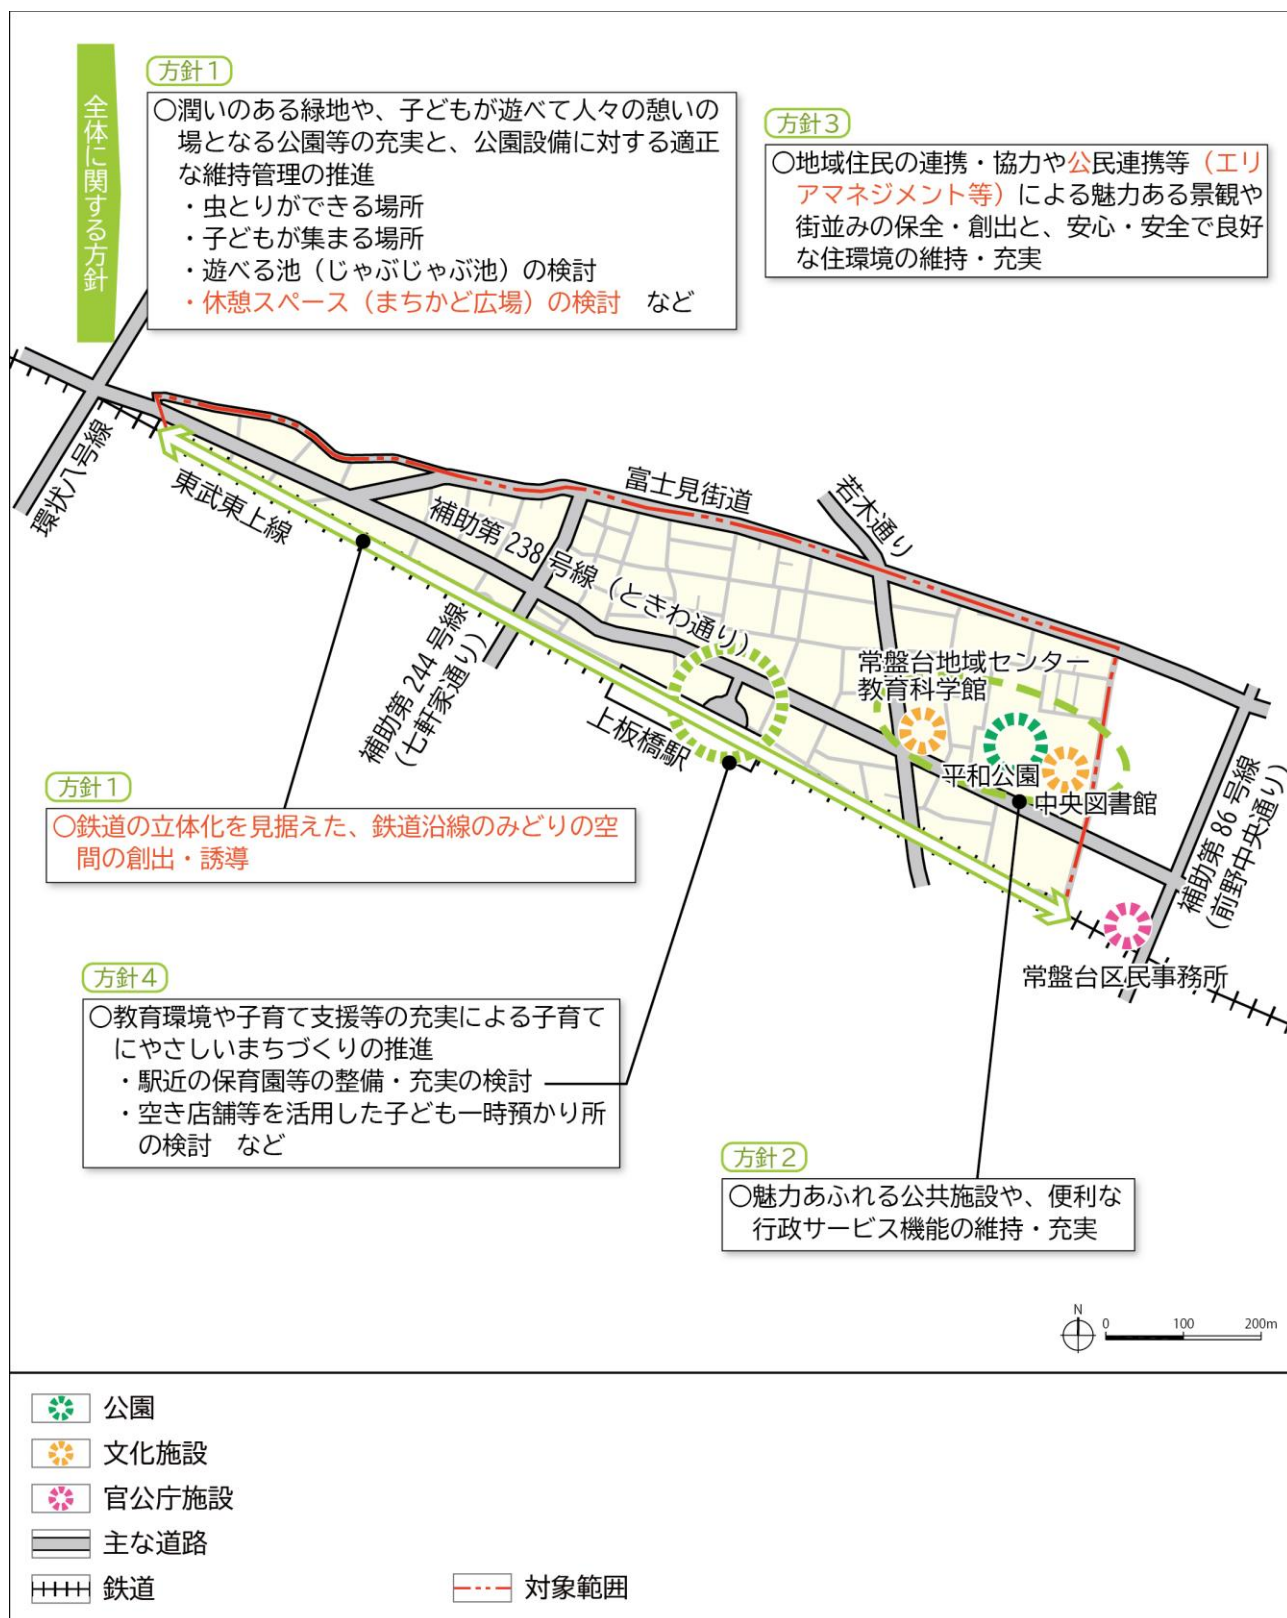 全体に関する方針
方針1
○潤いのある緑地や、子どもが遊べて人々の憩いの
場となる公園等の充実と、公園設備に対する適正
な維持管理の推進
・虫とりができる場所
・子どもが集まる場所
・遊べる池（じゃぶじゃぶ池）の検討
・休憩スペース（まちかど広場）の検討　など
方針3
○地域住民の連携・協力や公民連携等（エリ
アマネジメント等）による魅力ある景観や
街並みの保全・創出と、安心・安全で良好
な住環境の維持・充実
環状八号線
東武東上線
補助第 238 号線（ときわ通り）
富士見街道
若木通り
補助第 244 号線
（七軒家通り）
上板橋駅
常盤台地域センター
教育科学館
平和公園
中央図書館
補助第 86 号線
（前野中央通り）
常盤台区民事務所
方針1
○鉄道の立体化を見据えた、鉄道沿線のみどりの空
間の創出・誘導
方針4
○教育環境や子育て支援等の充実による子育て
にやさしいまちづくりの推進
・駅近の保育園等の整備・充実の検討
・空き店舗等を活用した子ども一時預かり所
の検討　など
方針2
○魅力あふれる公共施設や、便利な
行政サービス機能の維持・充実
N
0 100 200m
公園
文化施設
官公庁施設
主な道路
鉄道
対象範囲